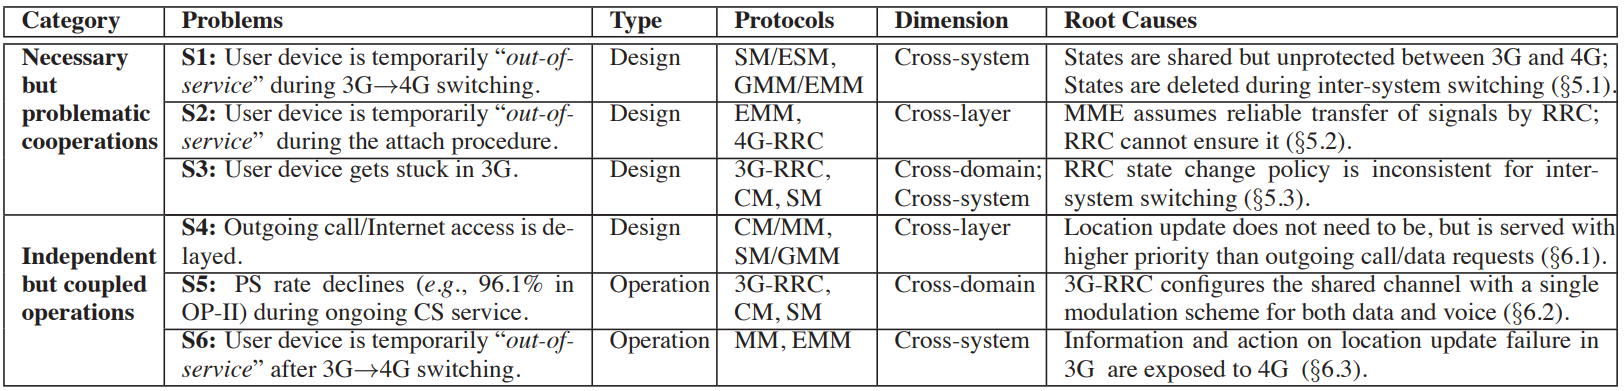 Category Problems Type Protocols Dimension Root Causes
Necessary but problematic cooperations
S1: User device is temporarily “out-of-
service” during 3G→4G switching.
Design
SM/ESM,
GMM/EMM
Cross-system
States are shared but unprotected between 3G and 4G;
States are deleted during inter-system switching (§5.1).
S2: User device is temporarily “out-of-
service” during the attach procedure.
Design
EMM,
4G-RRC
Cross-layer
MME assumes reliable transfer of signals by RRC;
RRC cannot ensure it (§5.2).
S3: User device gets stuck in 3G.
Design
3G-RRC,
CM, SM
Cross-domain;
Cross-system
RRC state change policy is inconsistent for inter-
system switching (§5.3).
Independent
but coupled
operations
S4: Outgoing call/Internet access is de-
layed.
Design
CM/MM,
SM/GMM
Cross-layer
Location update does not need to be, but is served with
higher priority than outgoing call/data requests (§6.1).
S5: PS rate declines (e.g., 96.1% in
OP-II) during ongoing CS service.
Operation
3G-RRC,
CM, SM
Cross-domain
3G-RRC configures the shared channel with a single
modulation scheme for both data and voice (§6.2).
S6: User device is temporarily “out-of-
service” after 3G→4G switching.
Operation
MM, EMM
Cross-system
Information and action on location update failure in
3G are exposed to 4G (§6.3).